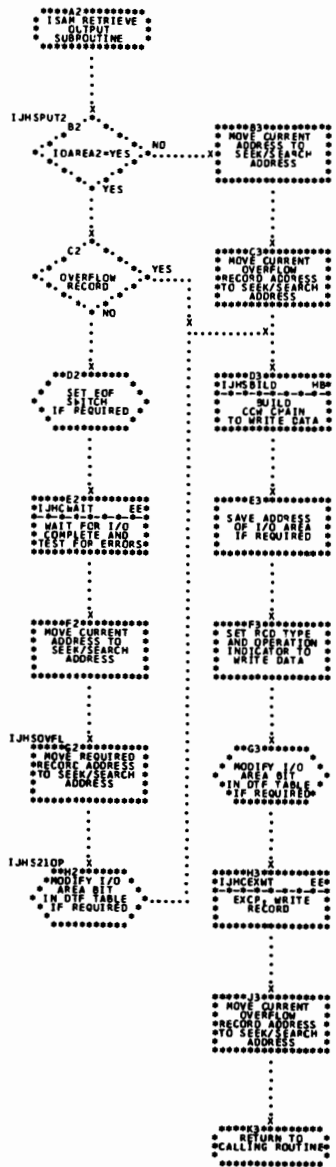 A2
ISAM RETRIEVE
OUTPUT
SUBROUTINE
IJHSPUT2
B2
IOAREA2=YES
NO
YES
B3
MOVE CURRENT
ADDRESS TO
SEEK/SEARCH
ADDRESS
C2
OVERFLOW
RECORD
YES
NO
C3
MOVE CURRENT
OVERFLOW
RECORD ADDRESS
TO SEEK/SEARCH
D2
SET EOF
SWITCH
IF REQUIRED
D3
IJHSBILD HB
BUILD
CCW CHAIN
TO WRITE DATA
E2
IJHCWAIT EE
WAIT FOR I/O
COMPLETE AND
TEST FOR ERRORS
E3
SAVE ADDRESS
OF I/O AREA
IF REQUIRED
F2
MOVE CURRENT
ADDRESS TO
SEEK/SEARCH
ADDRESS
F3
SET RCD TYPE
AND OPERATION
INDICATOR TO
WRITE DATA
IJHSOVFL
G2
MOVE REQUIRED
RECORD ADDRESS
TO SEEK/SEARCH
ADDRESS
G3
MODIFY I/O
AREA BIT
IN DTF TABLE
IF REQUIRED
IJHS2IOP
H2
MODIFY I/O
AREA BIT
IN DTF TABLE
IF REQUIRED
H3
IJHCEXWT EE
EXCP, WRITE
RECORD
J3
MOVE CURRENT
OVERFLOW
RECORD ADDRESS
TO SEEK/SEARCH
ADDRESS
K3
RETURN TO
CALLING ROUTINE